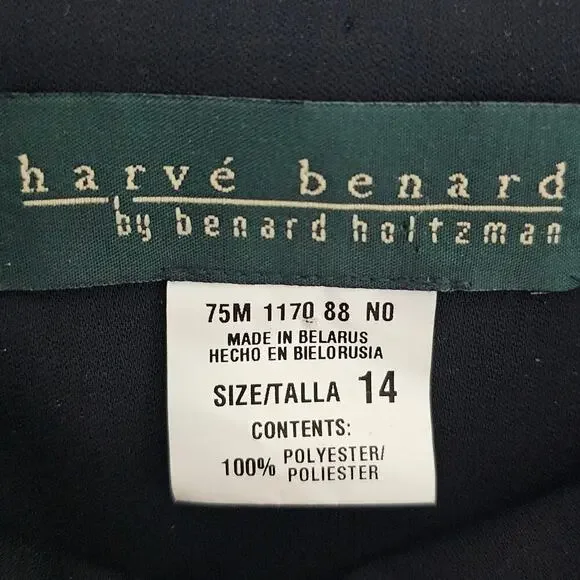 harvé benard
by benard holtzman
75M 1170 88 NO
MADE IN BELARUS
HECHO EN BIELORUSIA
SIZE/TALLA 14
CONTENTS:
100% POLYESTER/
POLIESTER